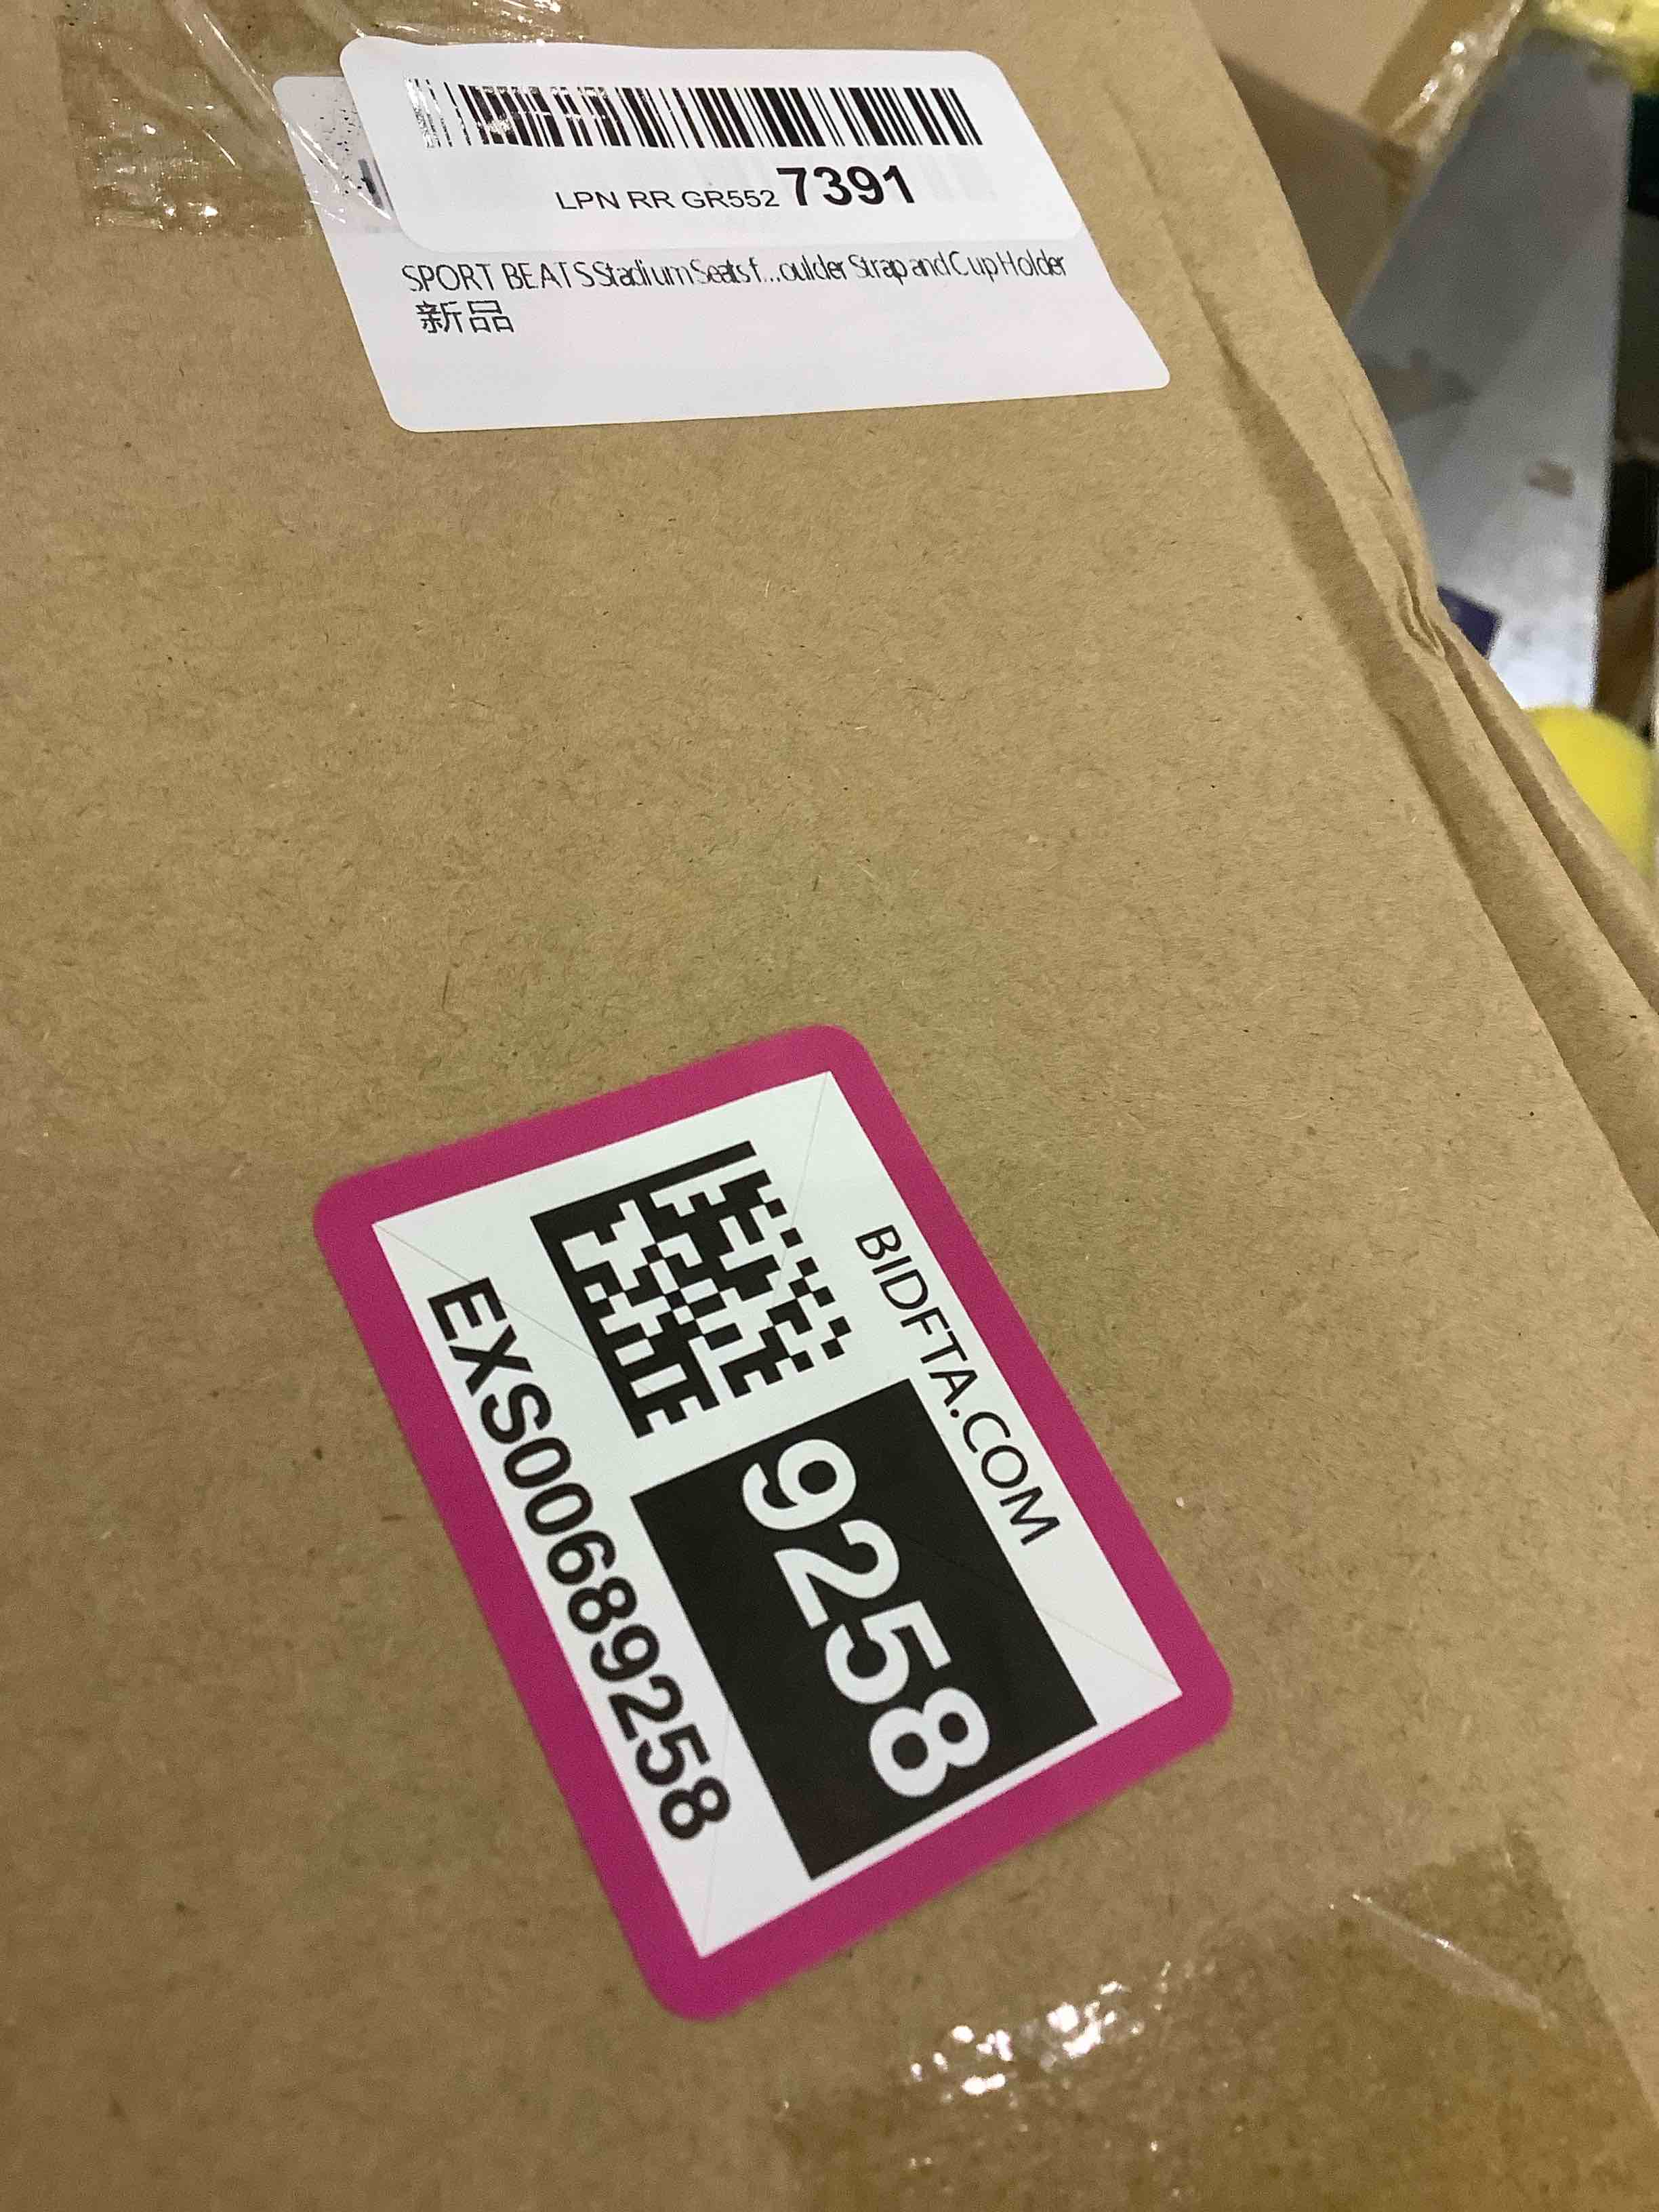 LPN RR GR552 7391
SPORT BEATS Stadium Seats f...oulder Strap and Cup Holder
新品
BIDFTA.COM
9258
EXS00689258